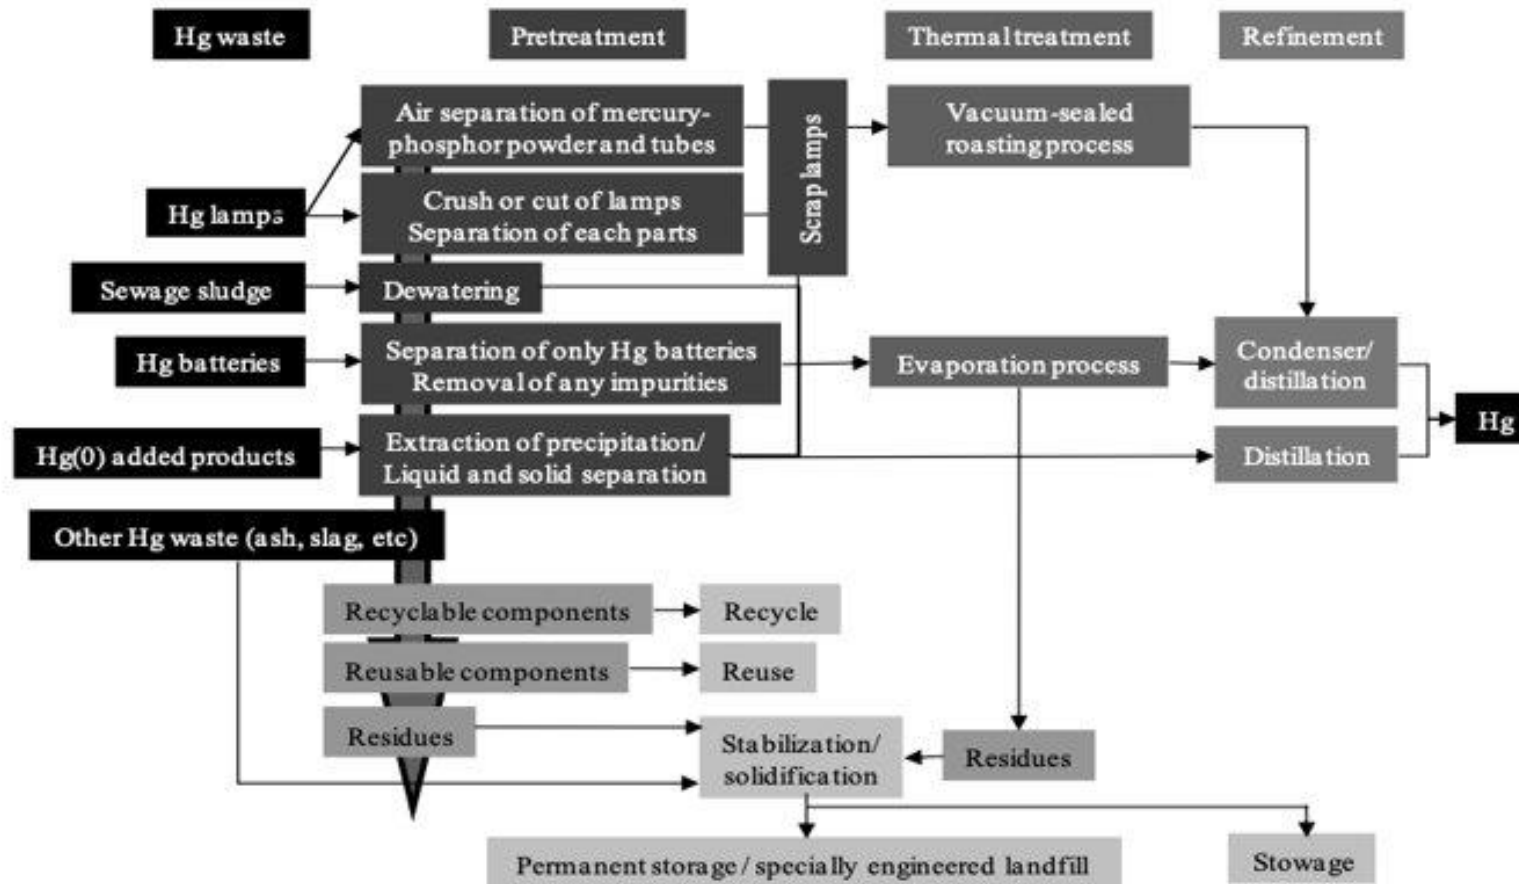 Hg waste
Pretreatment
Thermal treatment
Refinement
Air separation of mercury-
phosphor powder and tubes
Scrap lamps
Vacuum-sealed
roasting process
Hg lamps
Crush or cut of lamps
Separation of each parts
Sewage sludge
Dewatering
Hg batteries
Separation of only Hg batteries
Removal of any impurities
Evaporation process
Condenser/
distillation
Hg
Hg(0) added products
Extraction of precipitation/
Liquid and solid separation
Distillation
Other Hg waste (ash, slag, etc)
Recyclable components
Recycle
Reusable components
Reuse
Residues
Stabilization/
solidification
Residues
Permanent storage / specially engineered landfill
Stowage